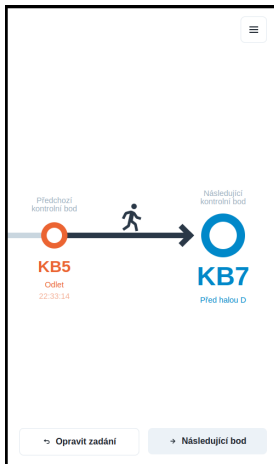 Předchozí
kontrolní bod
KB5
Odlet
22:33:14
Následující
kontrolní bod
KB7
Před halou D
Opravit zadání
Následující bod